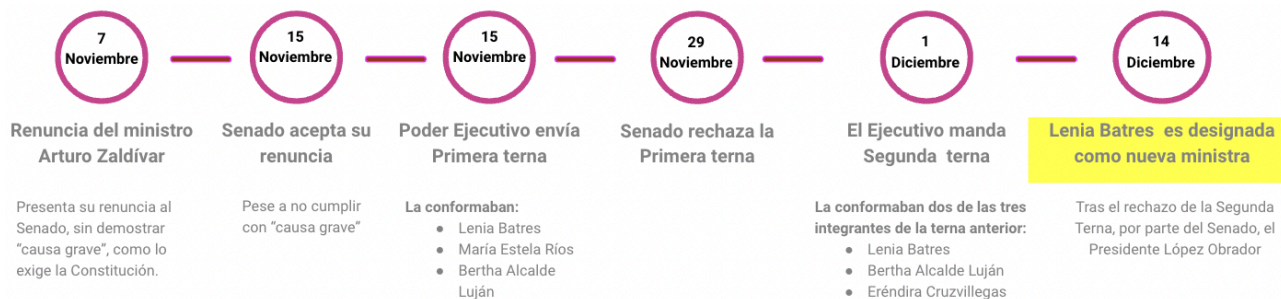 7
Noviembre
15
Noviembre
15
Noviembre
29
Noviembre
1
Diciembre
14
Diciembre
Renuncia del ministro
Arturo Zaldívar
Senado acepta su
renuncia
Poder Ejecutivo envía
Primera terna
Senado rechaza la
Primera terna
El Ejecutivo manda
Segunda terna
Lenia Batres es designada
como nueva ministra
Presenta su renuncia al
Senado, sin demostrar
“causa grave”, como lo
exige la Constitución.
Pese a no cumplir
con “causa grave”
La conformaban:
● Lenia Batres
● María Estela Ríos
● Bertha Alcalde
Luján
La conformaban dos de las tres
integrantes de la terna anterior:
● Lenia Batres
● Bertha Alcalde Luján
● Eréndira Cruzvillegas
Tras el rechazo de la Segunda
Terna, por parte del Senado, el
Presidente López Obrador